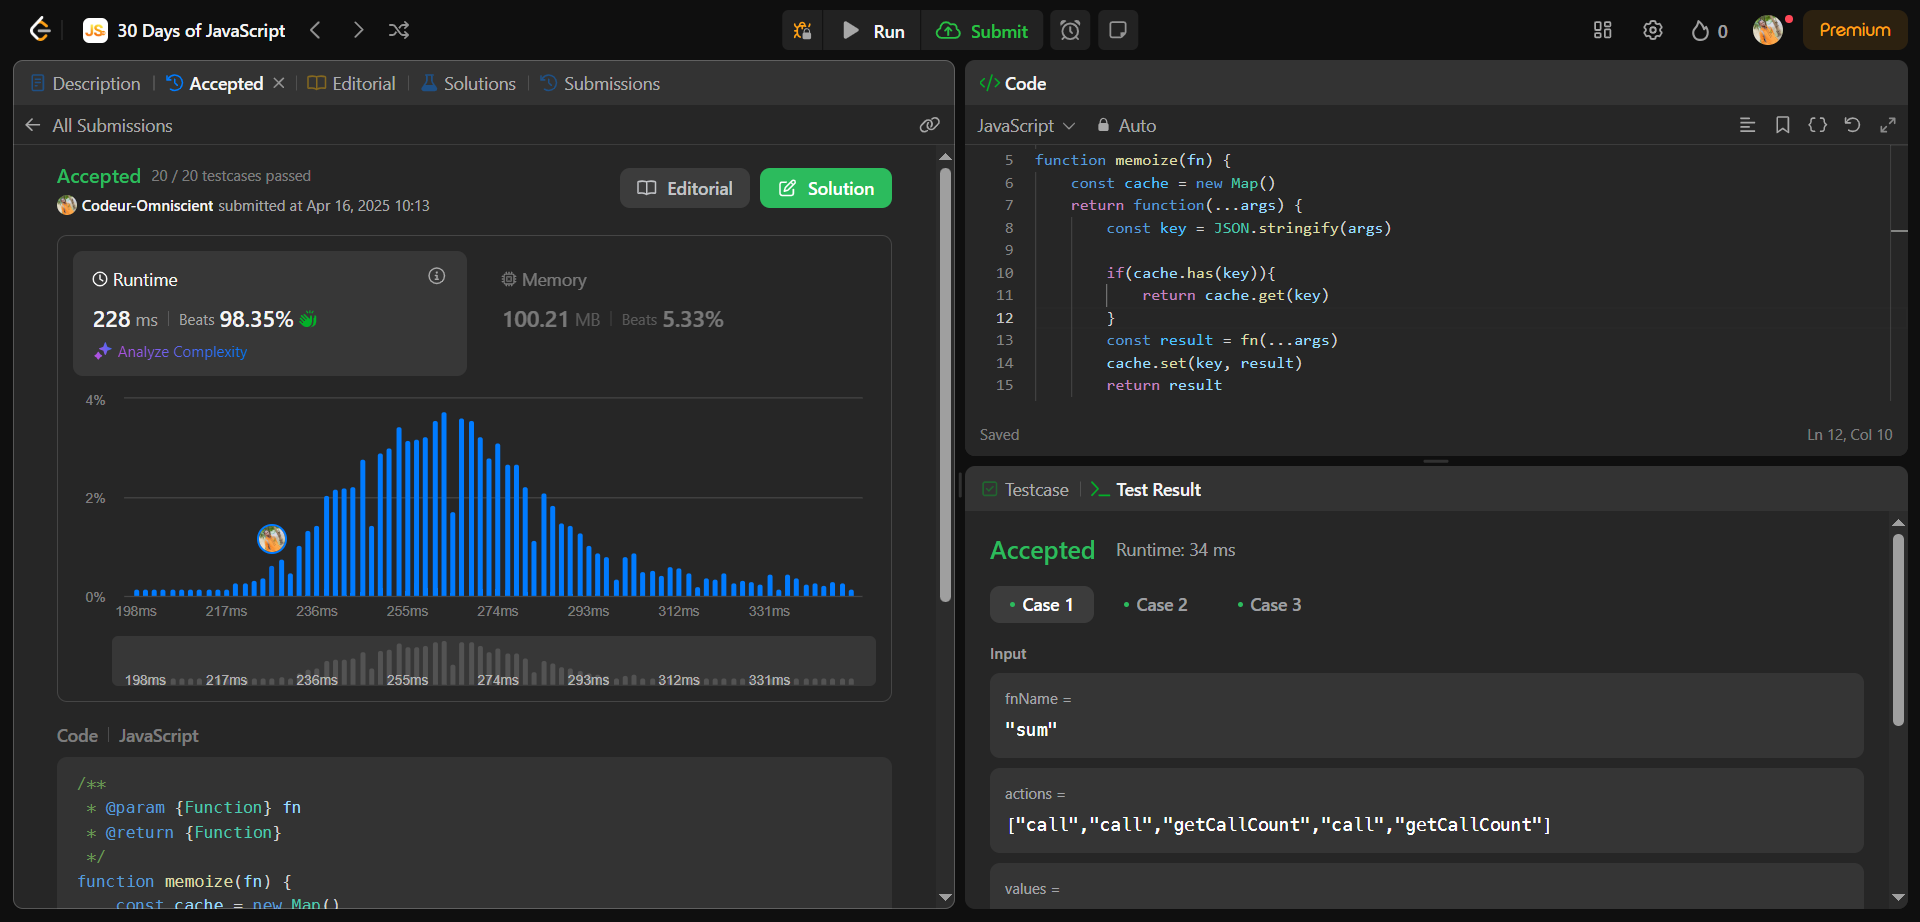 JS 30 Days of JavaScript
Run
Submit
0
Premium
Description
Accepted
Editorial
Solutions
Submissions
All Submissions
Accepted 20 / 20 testcases passed
Codeur-Omniscient submitted at Apr 16, 2025 10:13
Editorial
Solution
Runtime
228 ms Beats 98.35%
Analyze Complexity
Memory
100.21 MB Beats 5.33%
4%
2%
0%
198ms 217ms 236ms 255ms 274ms 293ms 312ms 331ms
198ms 217ms 236ms 255ms 274ms 293ms 312ms 331ms
Code JavaScript
/**
* @param {Function} fn
* @return {Function}
*/
function memoize(fn) {
const cache = new Map()
</> Code
JavaScript Auto
5 function memoize(fn) {
6 const cache = new Map()
7 return function(...args) {
8 const key = JSON.stringify(args)
9
10 if(cache.has(key)){
11 return cache.get(key)
12 }
13 const result = fn(...args)
14 cache.set(key, result)
15 return result
Saved
Ln 12, Col 10
Testcase
Test Result
Accepted Runtime: 34 ms
• Case 1 • Case 2 • Case 3
Input
fnName =
"sum"
actions =
["call","call","getCallCount","call","getCallCount"]
values =